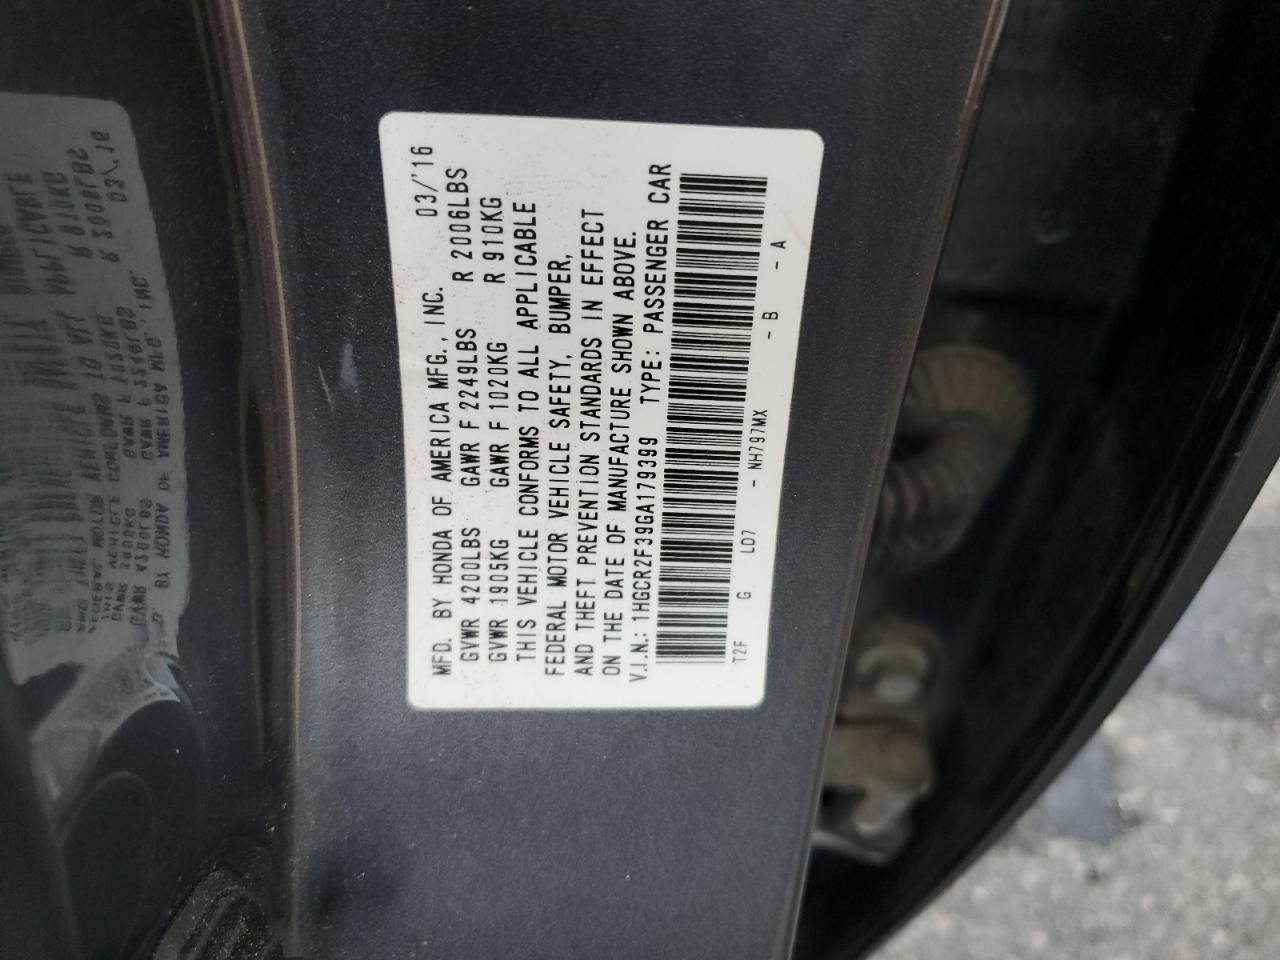 MFD. BY HONDA OF AMERICA MFG., INC. 03/'16
GVWR 4200LBS GAWR F 2249LBS R 2006LBS
GVWR 1905KG GAWR F 1020KG R 910KG
THIS VEHICLE CONFORMS TO ALL APPLICABLE
FEDERAL MOTOR VEHICLE SAFETY, BUMPER,
AND THEFT PREVENTION STANDARDS IN EFFECT
ON THE DATE OF MANUFACTURE SHOWN ABOVE.
V.I.N.: 1HGCR2F39GA179399 TYPE: PASSENGER CAR
T2F G LD7 - NH797MX - B - A